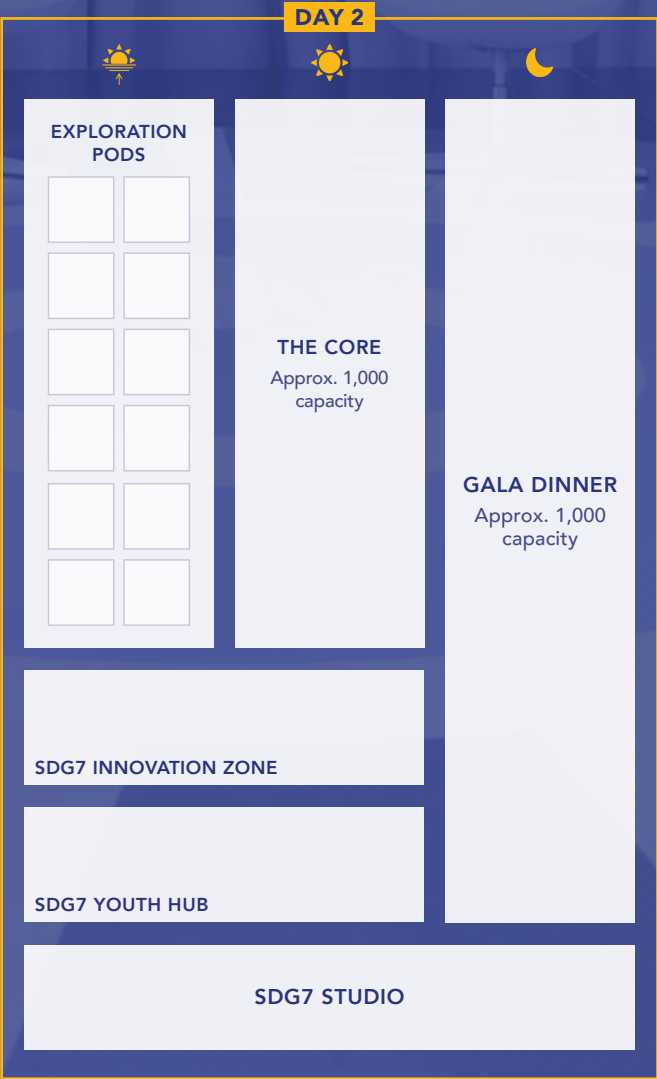 DAY 2
EXPLORATION
PODS
THE CORE
Approx. 1,000
capacity
GALA DINNER
Approx. 1,000
capacity
SDG7 INNOVATION ZONE
SDG7 YOUTH HUB
SDG7 STUDIO